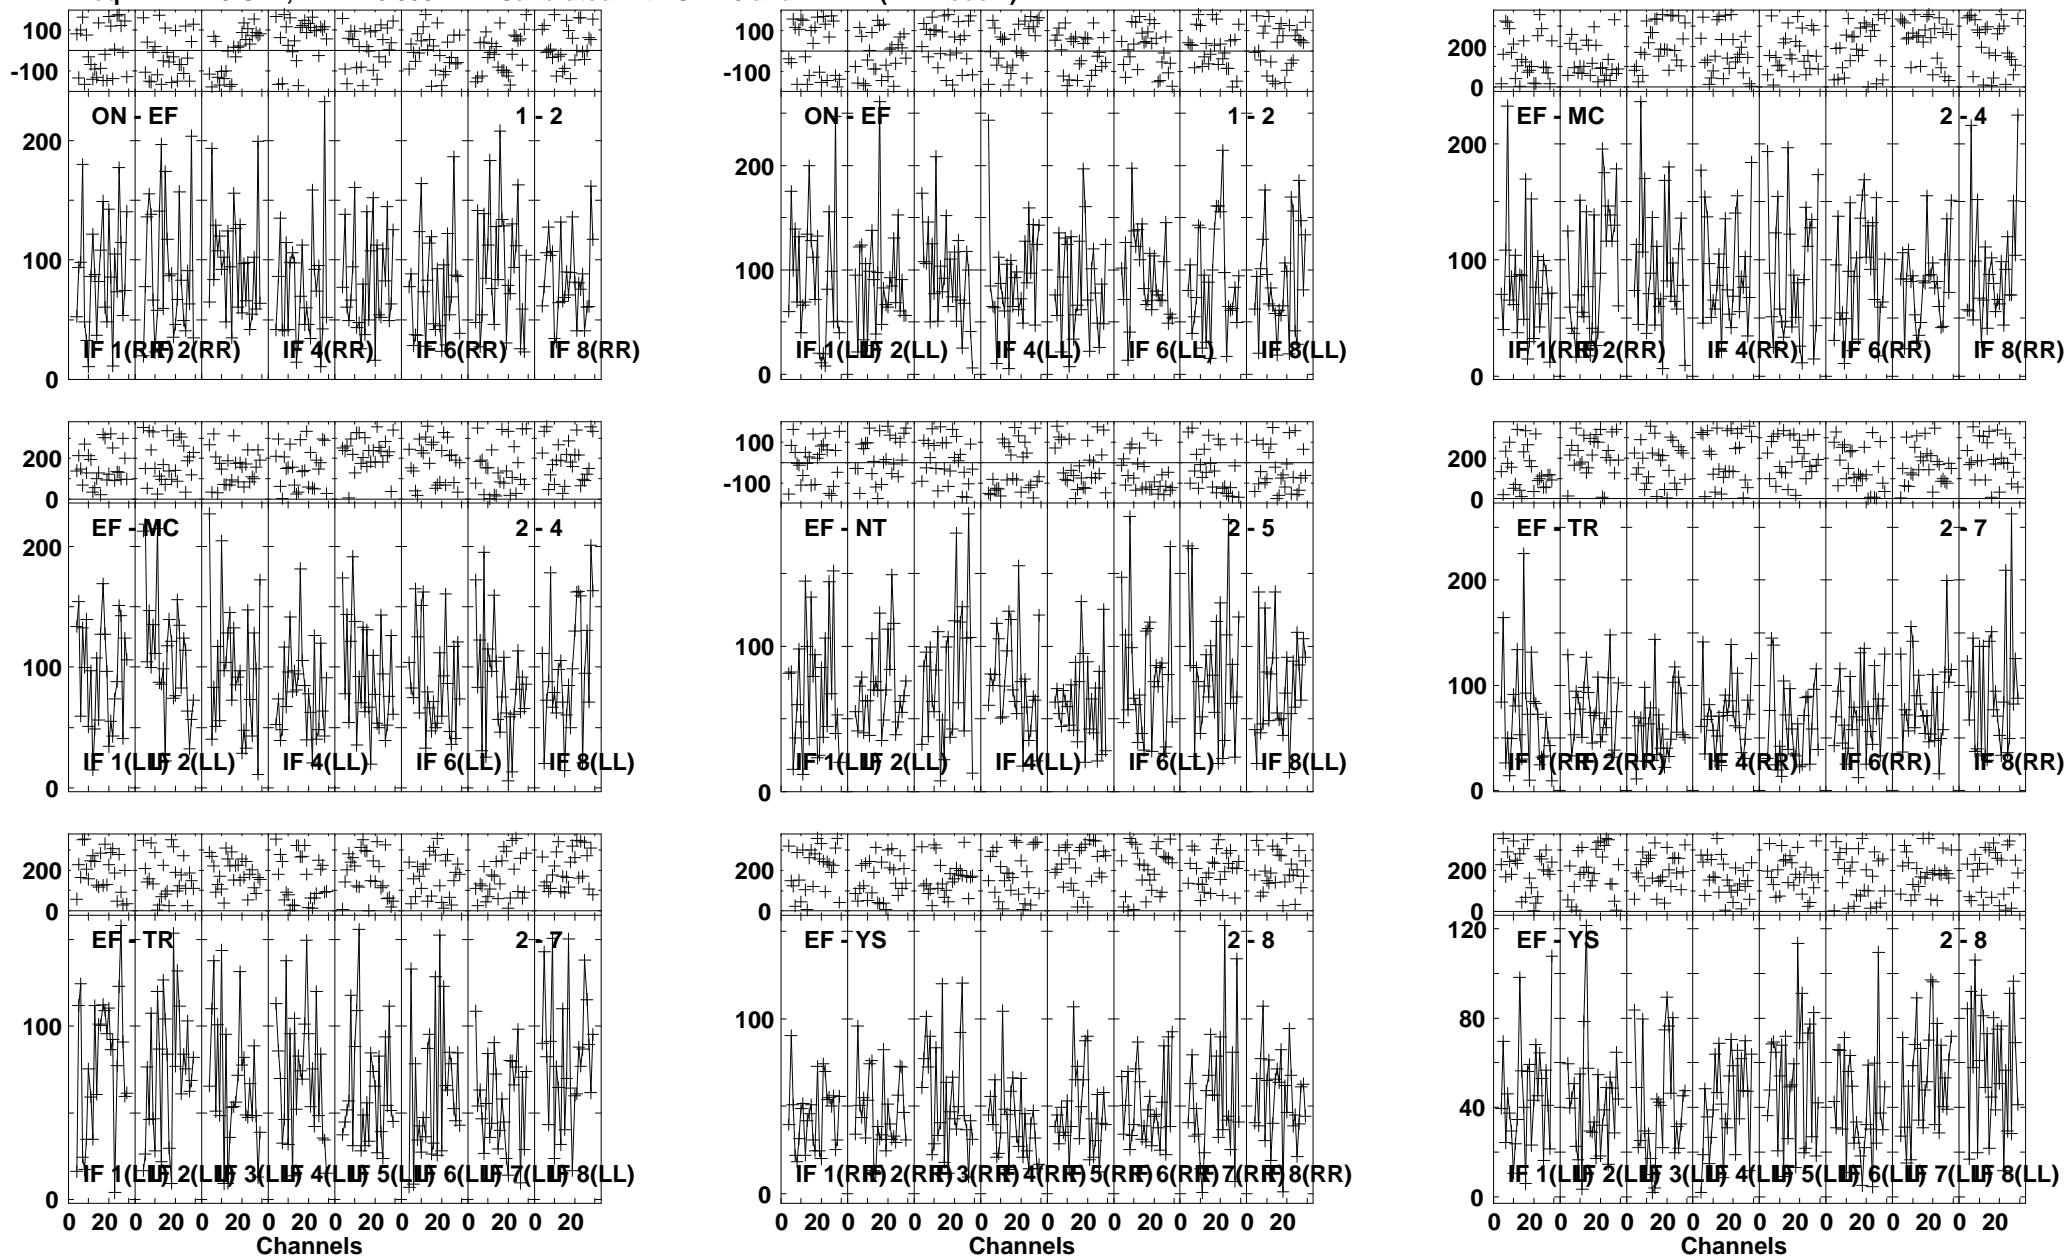 100
-100
ON - EF 1 - 2
200
100
IF 1(RR) IF 2(RR) IF 4(RR) IF 6(RR) IF 8(RR)
0
100
-100
ON - EF 1 - 2
200
100
IF 1(LL) IF 2(LL) IF 4(LL) IF 6(LL) IF 8(LL)
0
200
0
EF - MC 2 - 4
200
100
IF 1(RR) IF 2(RR) IF 4(RR) IF 6(RR) IF 8(RR)
0
200
0
EF - MC 2 - 4
200
100
IF 1(LL) IF 2(LL) IF 4(LL) IF 6(LL) IF 8(LL)
0
100
-100
EF - NT 2 - 5
100
IF 1(LL) IF 2(LL) IF 4(LL) IF 6(LL) IF 8(LL)
0
200
0
EF - TR 2 - 7
200
100
IF 1(RR) IF 2(RR) IF 4(RR) IF 6(RR) IF 8(RR)
0
200
0
EF - TR 2 - 7
100
IF 1(LL) IF 2(LL) IF 3(LL) IF 4(LL) IF 5(LL) IF 6(LL) IF 7(LL) IF 8(LL)
0
0 20 0 20 0 20 0 20 0 20 0 20 0 20 0 20
Channels
200
0
EF - YS 2 - 8
100
IF 1(RR) IF 2(RR) IF 3(RR) IF 4(RR) IF 5(RR) IF 6(RR) IF 7(RR) IF 8(RR)
0
0 20 0 20 0 20 0 20 0 20 0 20 0 20 0 20
Channels
200
0
EF - YS 2 - 8
120
80
40
IF 1(LL) IF 2(LL) IF 3(LL) IF 4(LL) IF 5(LL) IF 6(LL) IF 7(LL) IF 8(LL)
0
0 20 0 20 0 20 0 20 0 20 0 20 0 20 0 20
Channels